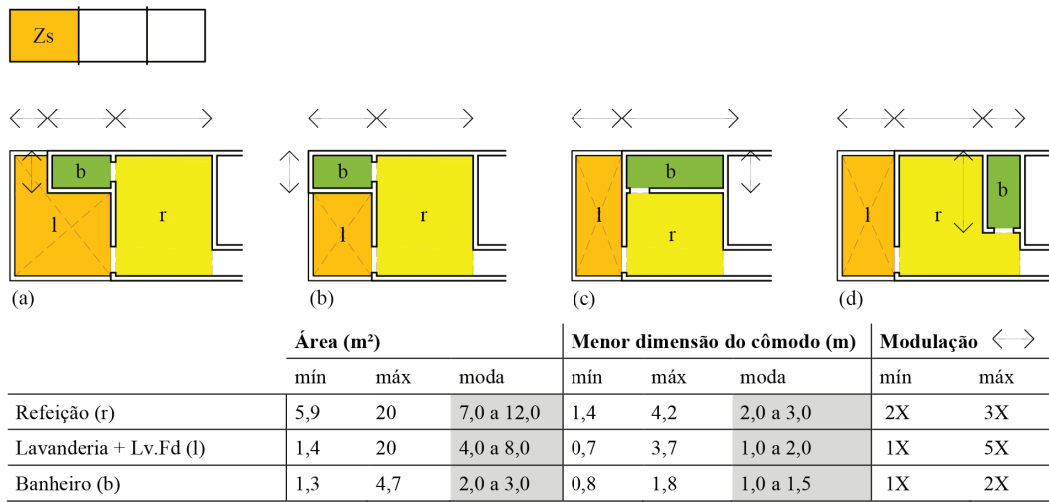 Zs
b
l
r
(a)
b
l
r
(b)
l
b
r
(c)
l
r
b
(d)
Área (m²) Menor dimensão do cômodo (m) Modulação
mín máx moda mín máx moda mín máx
Refeição (r) 5,9 20 7,0 a 12,0 1,4 4,2 2,0 a 3,0 2X 3X
Lavanderia + Lv.Fd (l) 1,4 20 4,0 a 8,0 0,7 3,7 1,0 a 2,0 1X 5X
Banheiro (b) 1,3 4,7 2,0 a 3,0 0,8 1,8 1,0 a 1,5 1X 2X